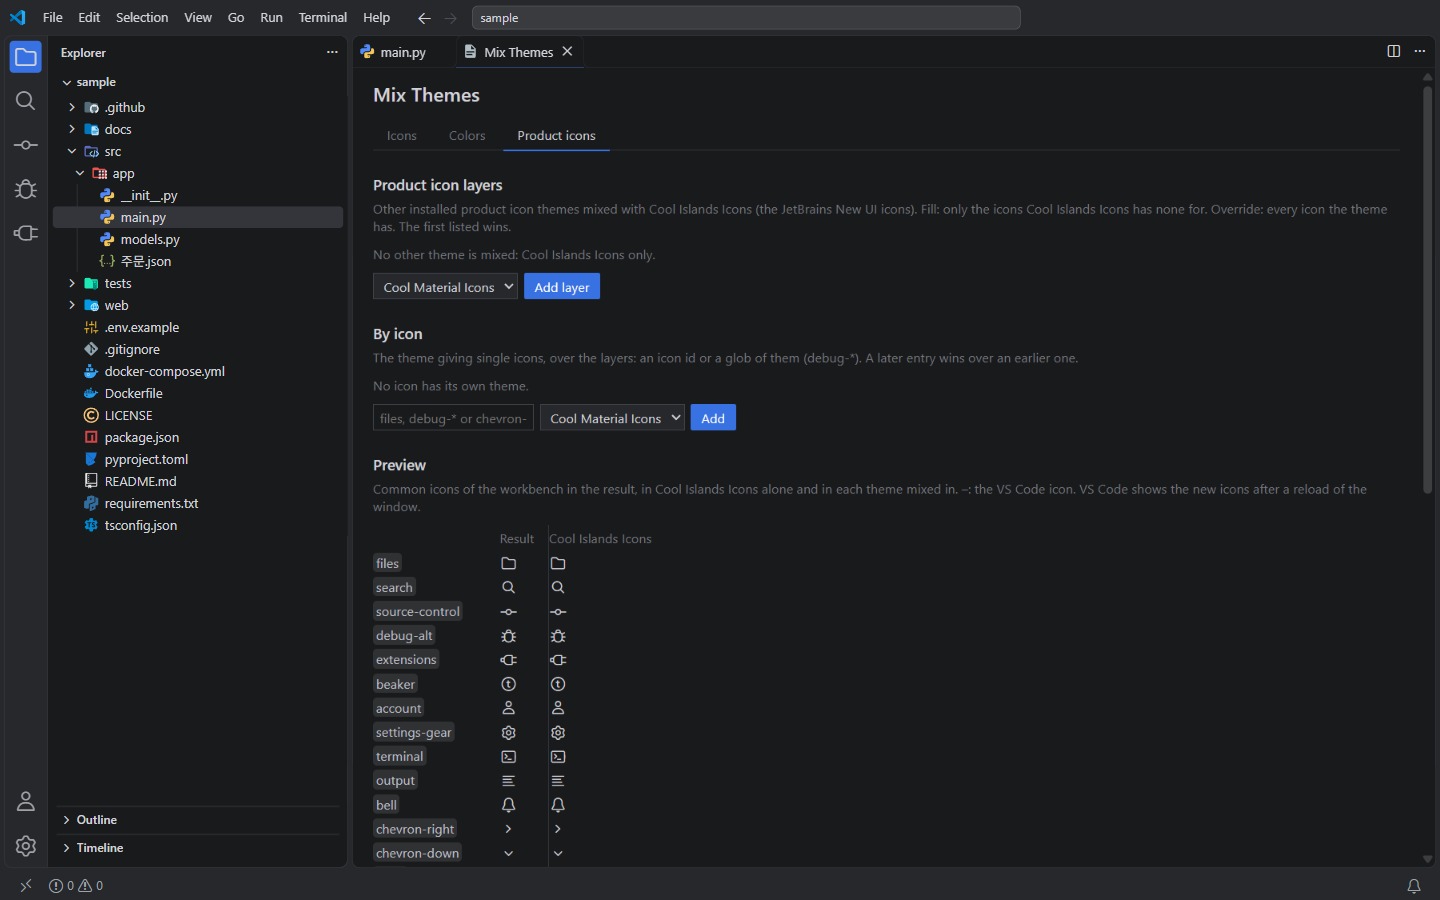 File Edit Selection View Go Run Terminal Help
sample
Explorer
sample
.github
docs
src
app
__init__.py
main.py
models.py
주문.json
tests
web
.env.example
.gitignore
docker-compose.yml
Dockerfile
LICENSE
package.json
pyproject.toml
README.md
requirements.txt
tsconfig.json
Outline
Timeline
main.py
Mix Themes
Mix Themes
Icons Colors Product icons
Product icon layers
Other installed product icon themes mixed with Cool Islands Icons (the JetBrains New UI icons). Fill: only the icons Cool Islands Icons has none for. Override: every icon the theme
has. The first listed wins.
No other theme is mixed: Cool Islands Icons only.
Cool Material Icons Add layer
By icon
The theme giving single icons, over the layers: an icon id or a glob of them (debug-*). A later entry wins over an earlier one.
No icon has its own theme.
files, debug-* or chevron- Cool Material Icons Add
Preview
Common icons of the workbench in the result, in Cool Islands Icons alone and in each theme mixed in. –: the VS Code icon. VS Code shows the new icons after a reload of the
window.
Result Cool Islands Icons
files
search
source-control
debug-alt
extensions
beaker
account
settings-gear
terminal
output
bell
chevron-right
chevron-down
0 0